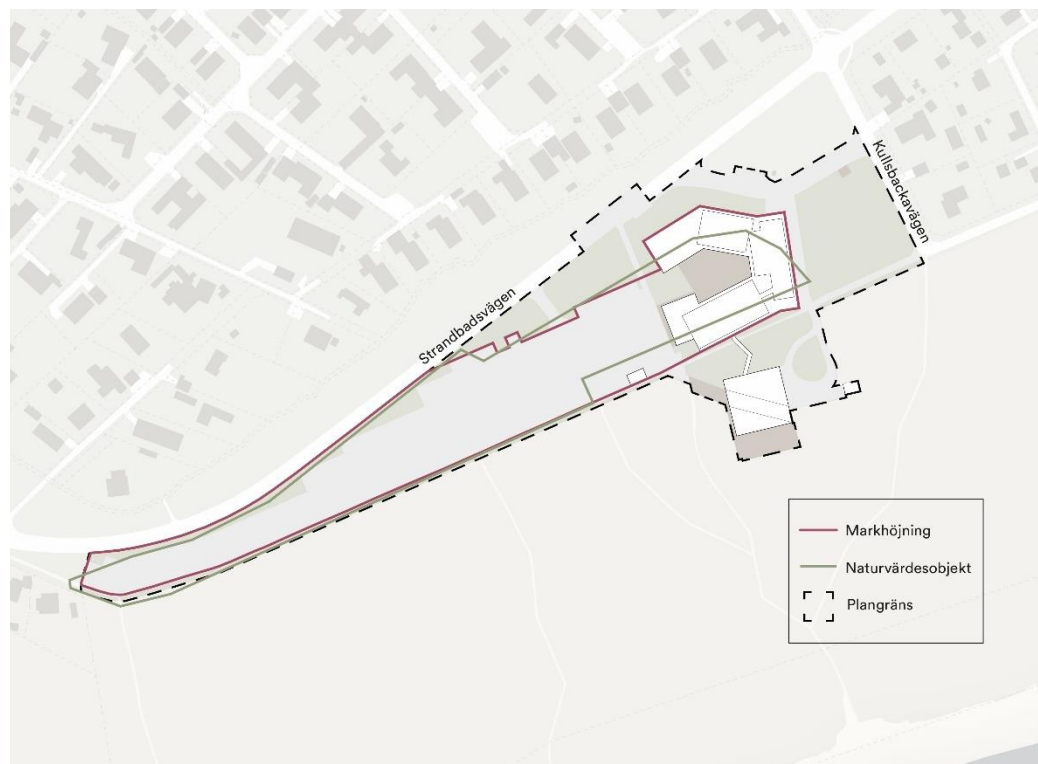 Kullsbackavägen
Strandbadsvägen
Markhöjning
Naturvärdesobjekt
Plangräns